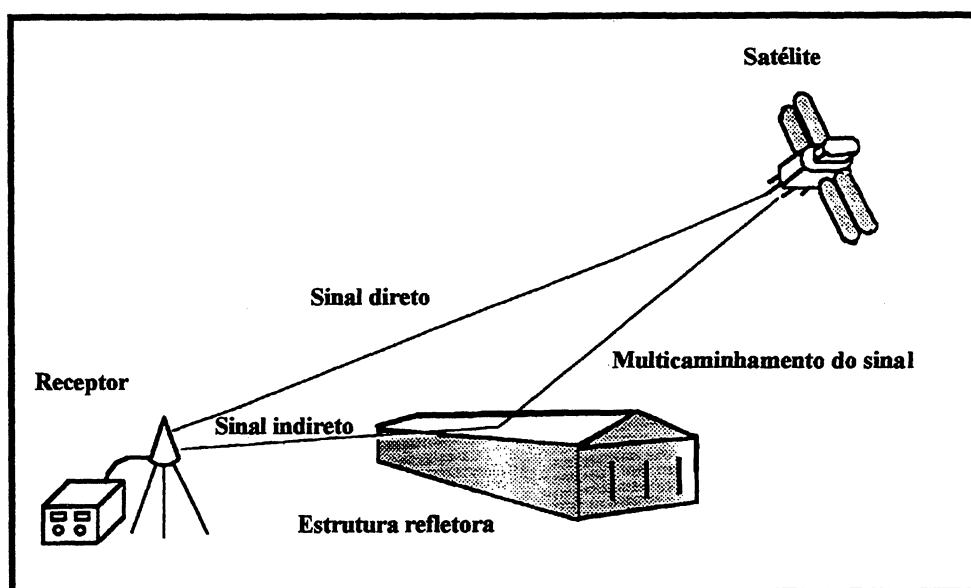 Satélite
Sinal direto
Multicaminhamento do sinal
Receptor
Sinal indireto
Estrutura refletora